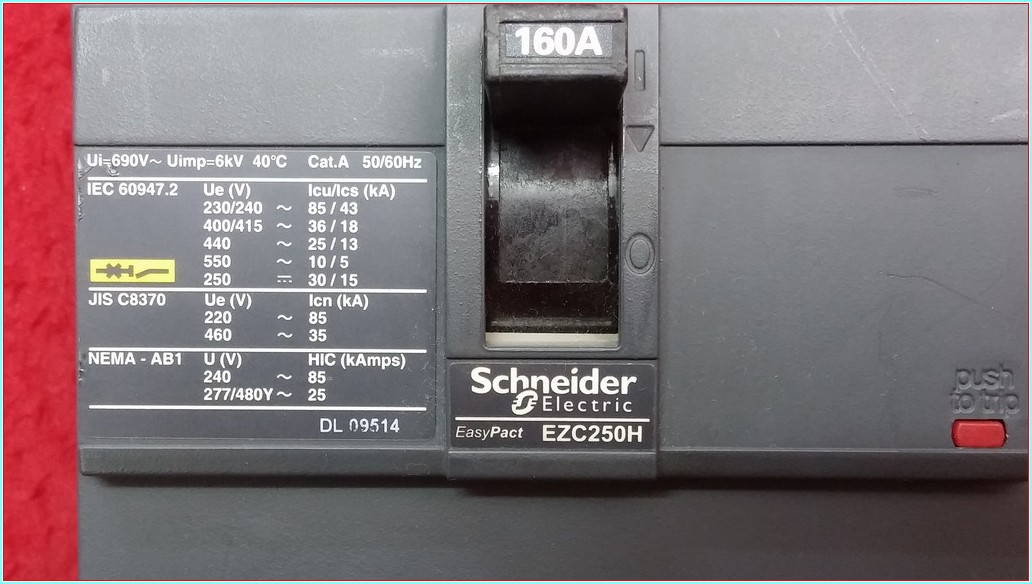 160A
Ui=690V~ Uimp=6kV 40°C Cat.A 50/60Hz
IEC 60947.2 Ue (V) Icu/Ics (kA)
230/240 ~ 85 / 43
400/415 ~ 36 / 18
440 ~ 25 / 13
550 ~ 10 / 5
250 ⎓ 30 / 15
JIS C8370 Ue (V) Icn (kA)
220 ~ 85
460 ~ 35
NEMA - AB1 U (V) HIC (kAmps)
240 ~ 85
277/480Y~ 25
DL 09514
I
O
Schneider
Electric
EasyPact EZC250H
push
to trip